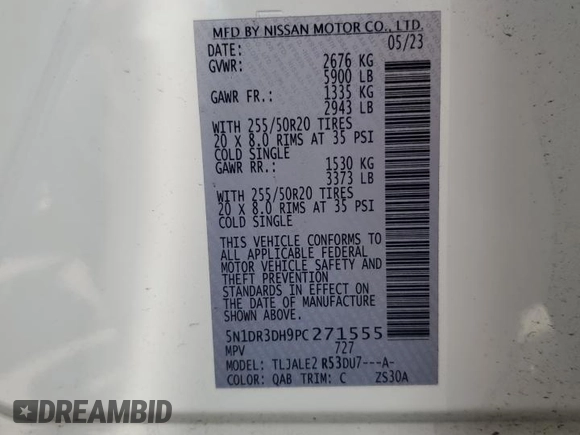 MFD BY NISSAN MOTOR CO., LTD.
DATE: 05/23
GVWR: 2676 KG
5900 LB
GAWR FR.: 1335 KG
2943 LB
WITH 255/50R20 TIRES
20 X 8.0 RIMS AT 35 PSI
COLD SINGLE
GAWR RR.: 1530 KG
3373 LB
WITH 255/50R20 TIRES
20 X 8.0 RIMS AT 35 PSI
COLD SINGLE
THIS VEHICLE CONFORMS TO
ALL APPLICABLE FEDERAL
MOTOR VEHICLE SAFETY AND
THEFT PREVENTION
STANDARDS IN EFFECT ON
DATE OF MANUFACTURE SHOWN
ABOVE.
5N1DR3DH9PC271555
MPV 727
MODEL: TLJALE2 R53DU7---A-
COLOR: QAB TRIM: C ZS30A
DREAMBID